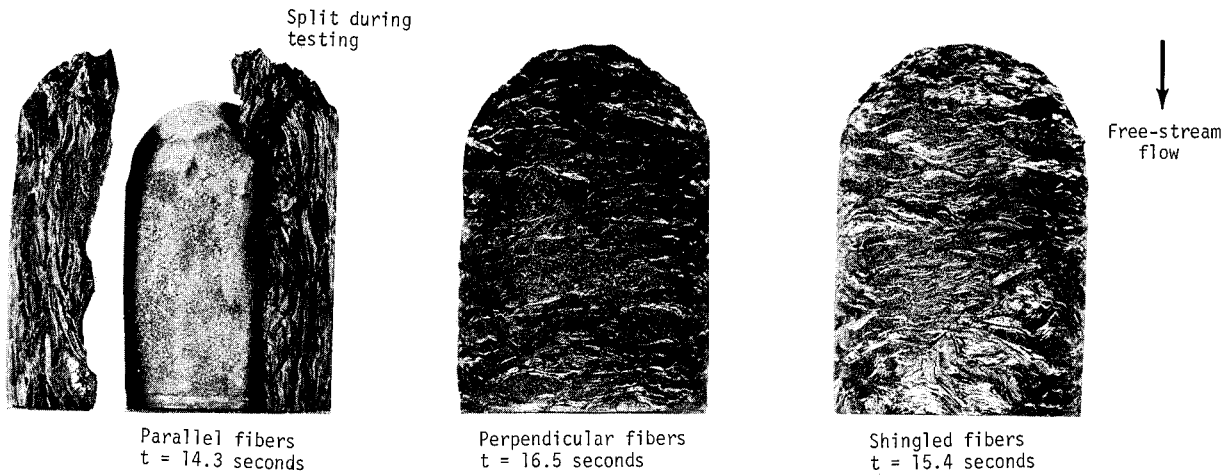 Split during
testing
Free-stream
flow
Parallel fibers
t = 14.3 seconds
Perpendicular fibers
t = 16.5 seconds
Shingled fibers
t = 15.4 seconds